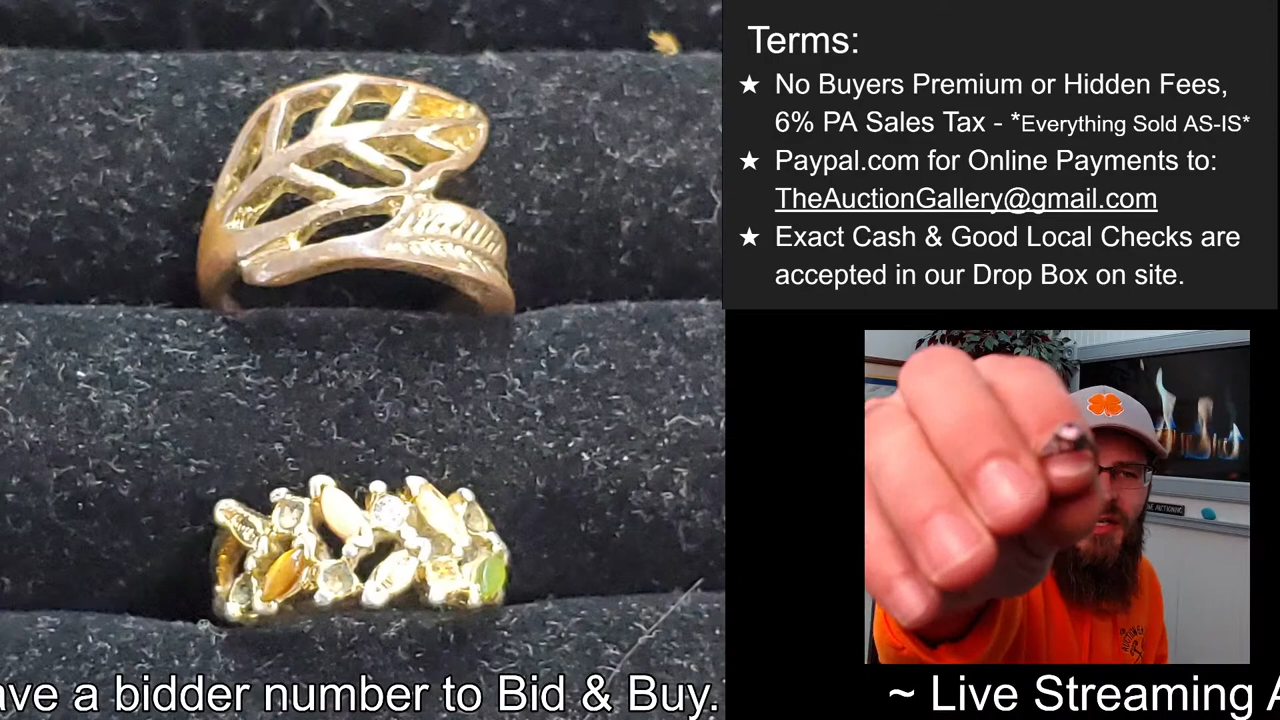 Terms:
★ No Buyers Premium or Hidden Fees,
6% PA Sales Tax - *Everything Sold AS-IS*
★ Paypal.com for Online Payments to:
TheAuctionGallery@gmail.com
★ Exact Cash & Good Local Checks are
accepted in our Drop Box on site.
ave a bidder number to Bid & Buy.
~ Live Streaming A